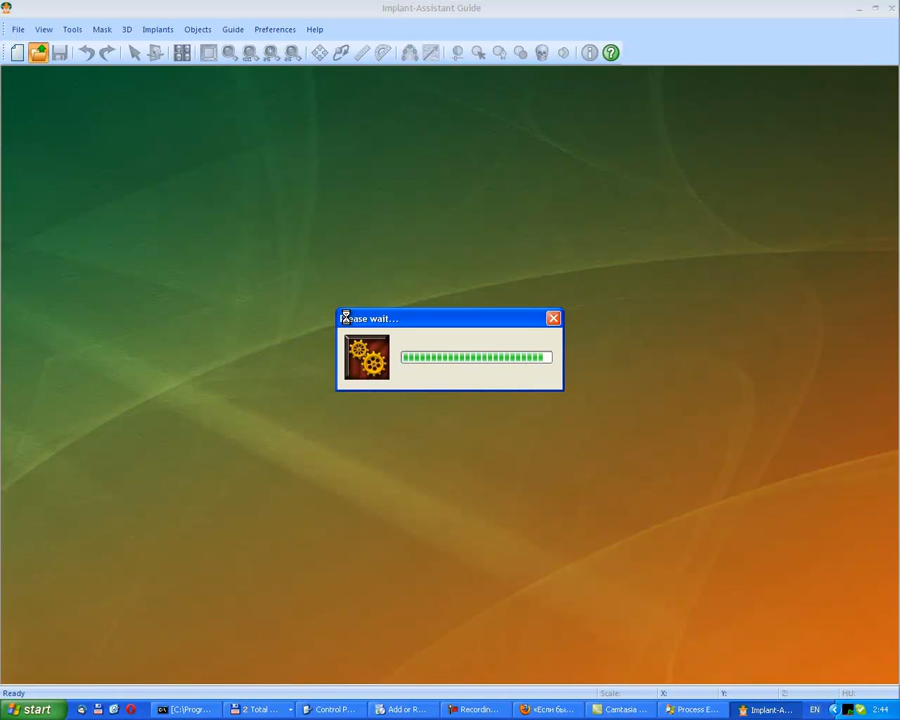 Implant-Assistant Guide
File View Tools Mask 3D Implants Objects Guide Preferences Help
ease wait...
Ready Scale: X: Y: Z: HU:
start [C:\Progr... 2 Total ... Control P... Add or R... Recordin... «Если бы... Camtasia ... Process E... Implant-A... EN 2:44